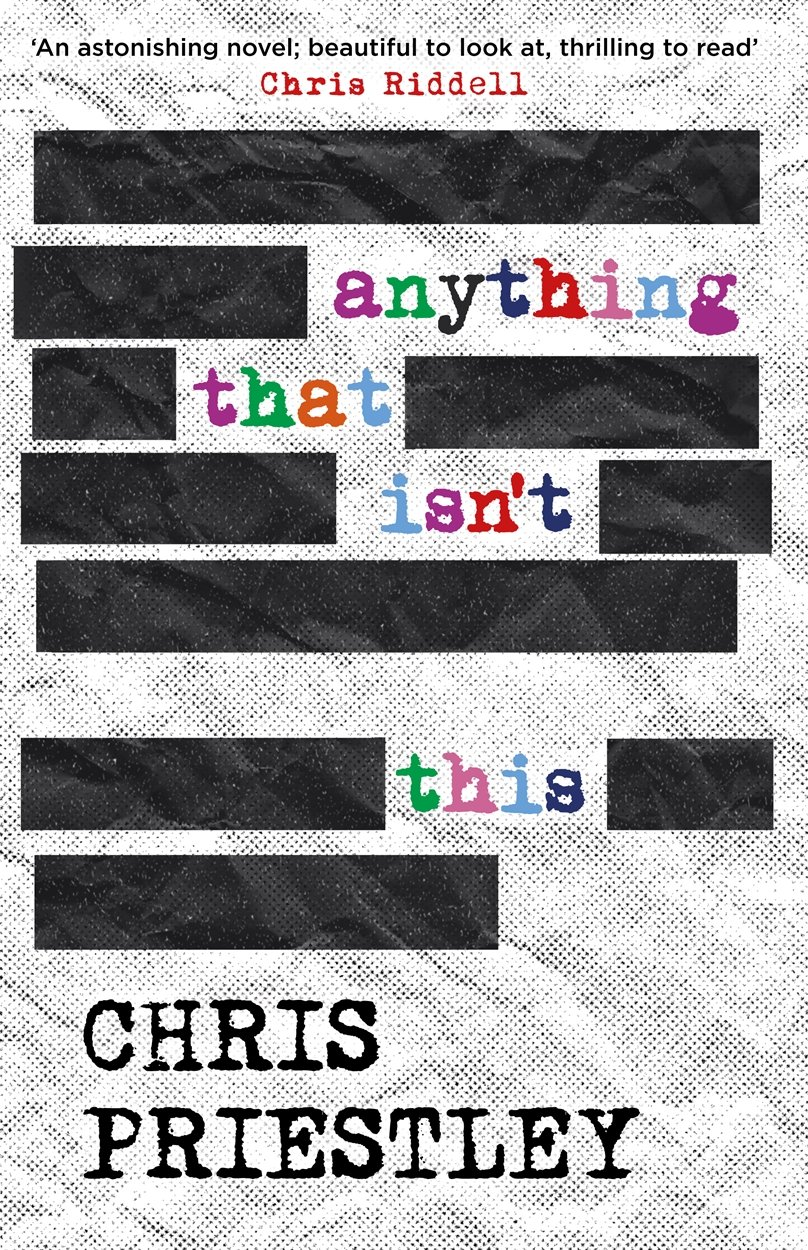 ‘An astonishing novel; beautiful to look at, thrilling to read’
Chris Riddell
anything
that
isn't
this
CHRIS
PRIESTLEY